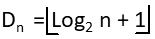 Dₙ = ⌊Log₂ n + 1⌋